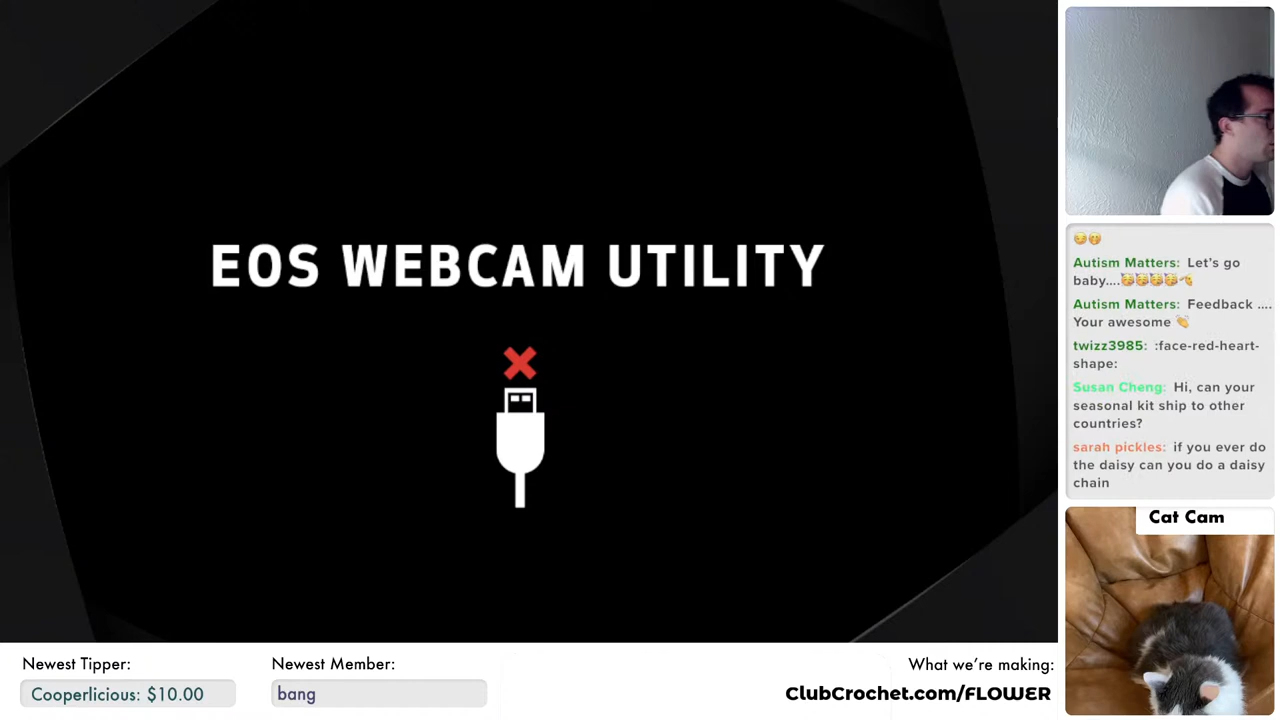 EOS WEBCAM UTILITY
😏🥳
Autism Matters: Let's go
baby....🥳🥳🥳🥳🎺
Autism Matters: Feedback ....
Your awesome 👏
twizz3985: :face-red-heart-
shape:
Susan Cheng: Hi, can your
seasonal kit ship to other
countries?
sarah pickles: if you ever do
the daisy can you do a daisy
chain
Cat Cam
Newest Tipper:
Cooperlicious: $10.00
Newest Member:
bang
What we're making:
ClubCrochet.com/FLOWER